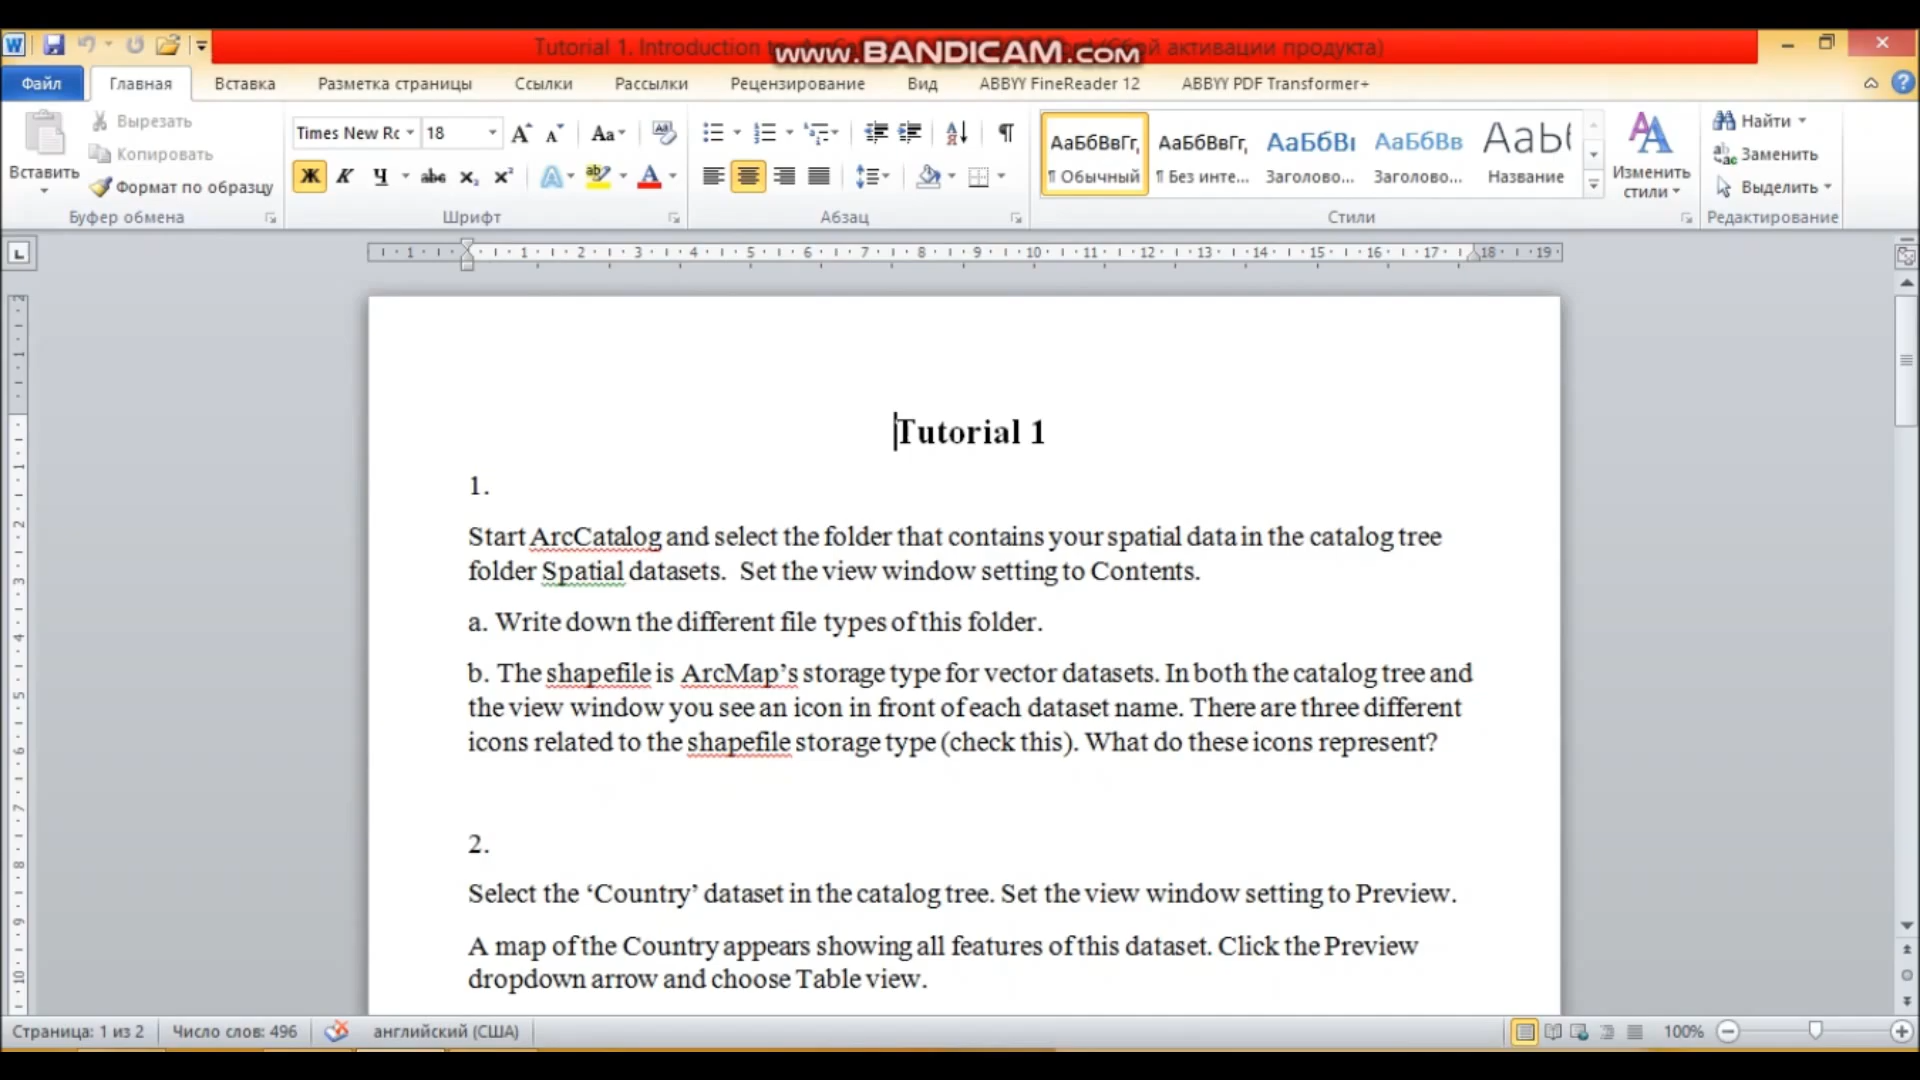 Tutorial 1. Introduction
www.BANDICAM.com
активации продукта)
Файл
Главная
Вставка
Разметка страницы
Ссылки
Рассылки
Рецензирование
Вид
ABBYY FineReader 12
ABBYY PDF Transformer+
Вставить
Вырезать
Копировать
Формат по образцу
Буфер обмена
Times New Rc
18
Шрифт
Абзац
АаБбВвГг,
¶ Обычный
АаБбВвГг,
¶ Без инте...
АаБбВі
Заголово...
АаБбВв
Заголово...
Название
Изменить
стили
Стили
Найти
Заменить
Выделить
Редактирование
Tutorial 1
1.
Start ArcCatalog and select the folder that contains your spatial data in the catalog tree
folder Spatial datasets. Set the view window setting to Contents.
a. Write down the different file types of this folder.
b. The shapefile is ArcMap’s storage type for vector datasets. In both the catalog tree and
the view window you see an icon in front of each dataset name. There are three different
icons related to the shapefile storage type (check this). What do these icons represent?
2.
Select the ‘Country’ dataset in the catalog tree. Set the view window setting to Preview.
A map of the Country appears showing all features of this dataset. Click the Preview
dropdown arrow and choose Table view.
Страница: 1 из 2
Число слов: 496
английский (США)
100%